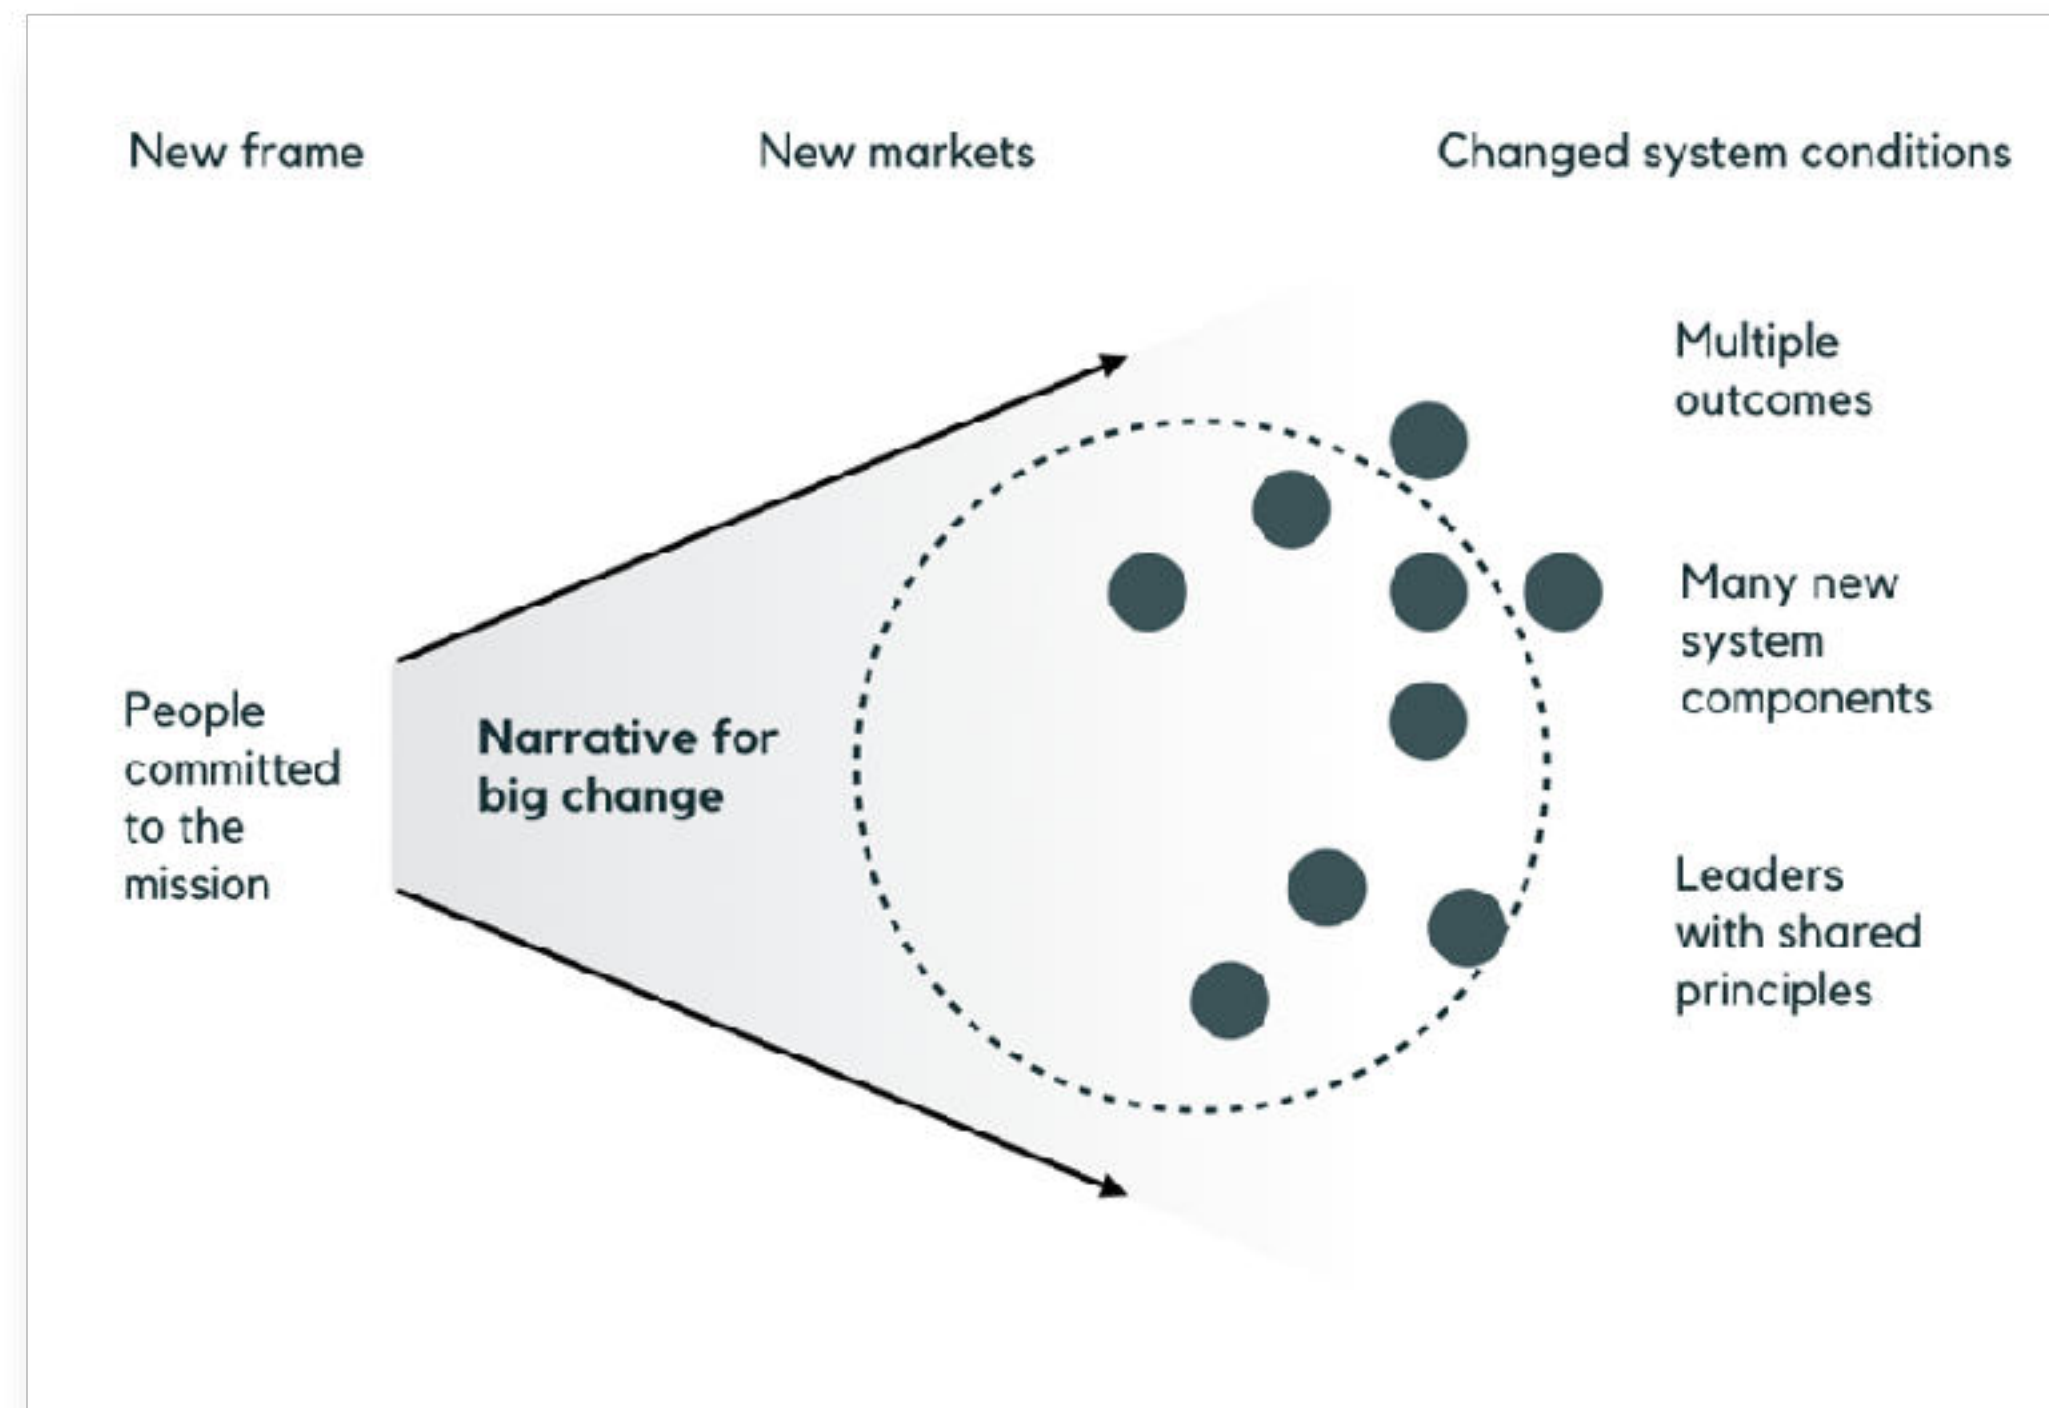 New frame
New markets
Changed system conditions
People
committed
to the
mission
Narrative for
big change
Multiple
outcomes
Many new
system
components
Leaders
with shared
principles